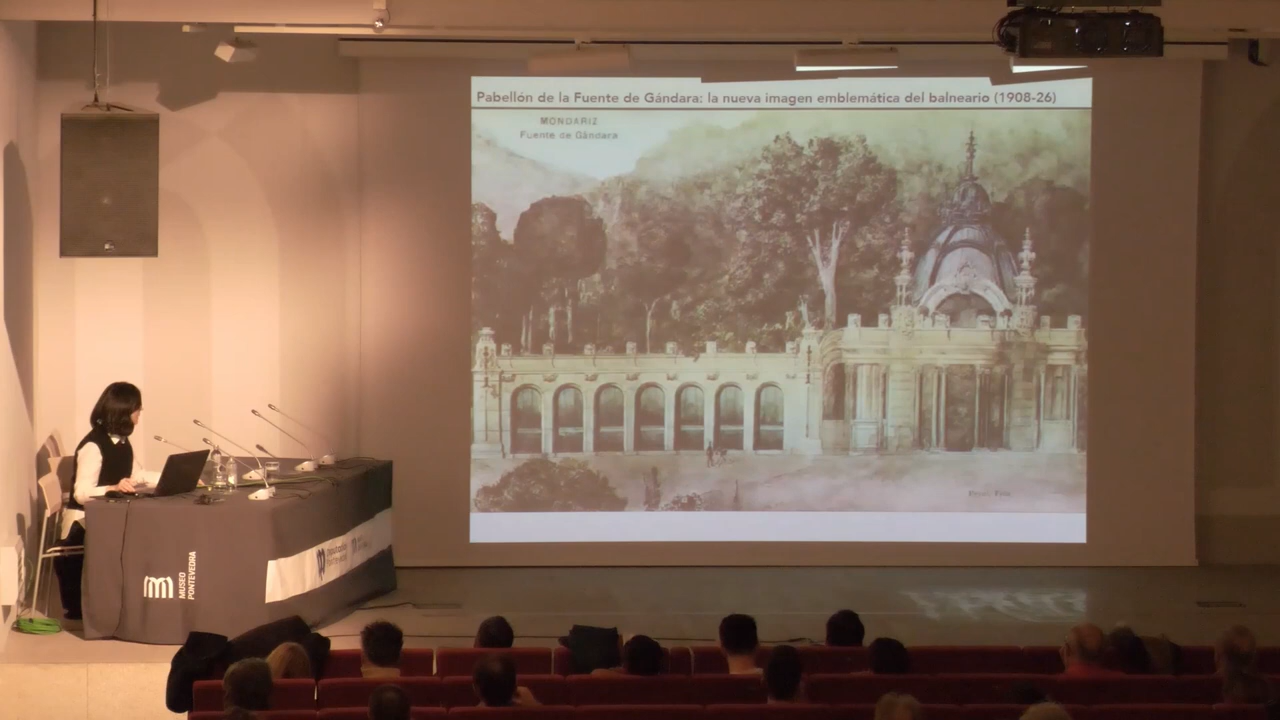 Pabellón de la Fuente de Gándara: la nueva imagen emblemática del balneario (1908-26)
MONDARIZ
Fuente de Gándara
MUSEO
PONTEVEDRA